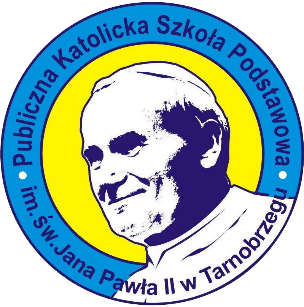 Publiczna Katolicka Szkoła Podstawowa
im. św. Jana Pawła II w Tarnobrzegu